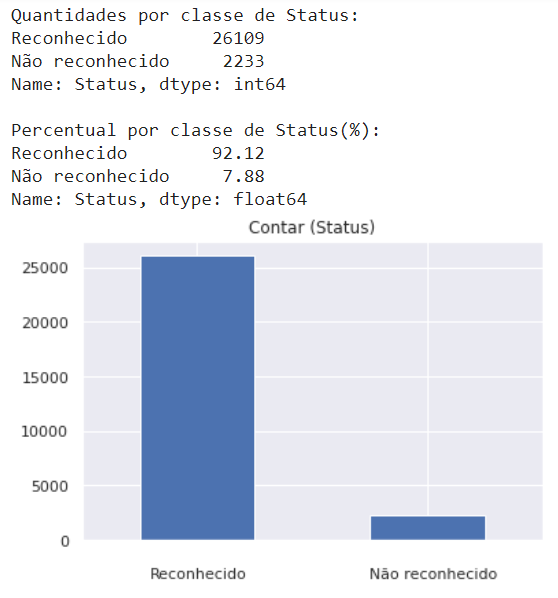 Quantidades por classe de Status:
Reconhecido 26109
Não reconhecido 2233
Name: Status, dtype: int64
Percentual por classe de Status(%):
Reconhecido 92.12
Não reconhecido 7.88
Name: Status, dtype: float64
Contar (Status)
25000
20000
15000
10000
5000
0
Reconhecido Não reconhecido